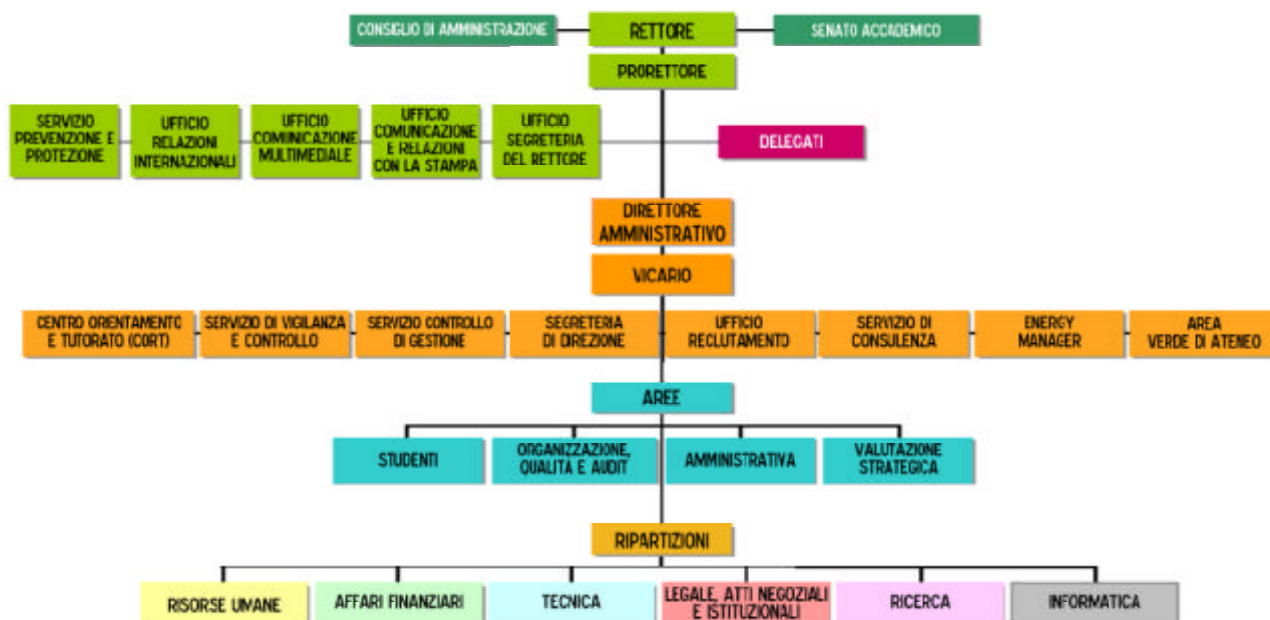 CONSIGLIO DI AMMINISTRAZIONE
RETTORE
SENATO ACCADEMICO
PRORETTORE
SERVIZIO
PREVENZIONE E
PROTEZIONE
UFFICIO
RELAZIONI
INTERNAZIONALI
UFFICIO
COMUNICAZIONE
MULTIMEDIALE
UFFICIO
COMUNICAZIONE
E RELAZIONI
CON LA STAMPA
UFFICIO
SEGRETERIA
DEL RETTORE
DELEGATI
DIRETTORE
AMMINISTRATIVO
VICARIO
CENTRO ORIENTAMENTO
E TUTORATO (CORT)
SERVIZIO DI VIGILANZA
E CONTROLLO
SERVIZIO CONTROLLO
DI GESTIONE
SEGRETERIA
DI DIREZIONE
UFFICIO
RECLUTAMENTO
SERVIZIO DI
CONSULENZA
ENERGY
MANAGER
AREA
VERDE DI ATENEO
AREE
STUDENTI
ORGANIZZAZIONE,
QUALITÀ E AUDIT
AMMINISTRATIVA
VALUTAZIONE
STRATEGICA
RIPARTIZIONI
RISORSE UMANE
AFFARI FINANZIARI
TECNICA
LEGALE, ATTI NEGOZIALI
E ISTITUZIONALI
RICERCA
INFORMATICA